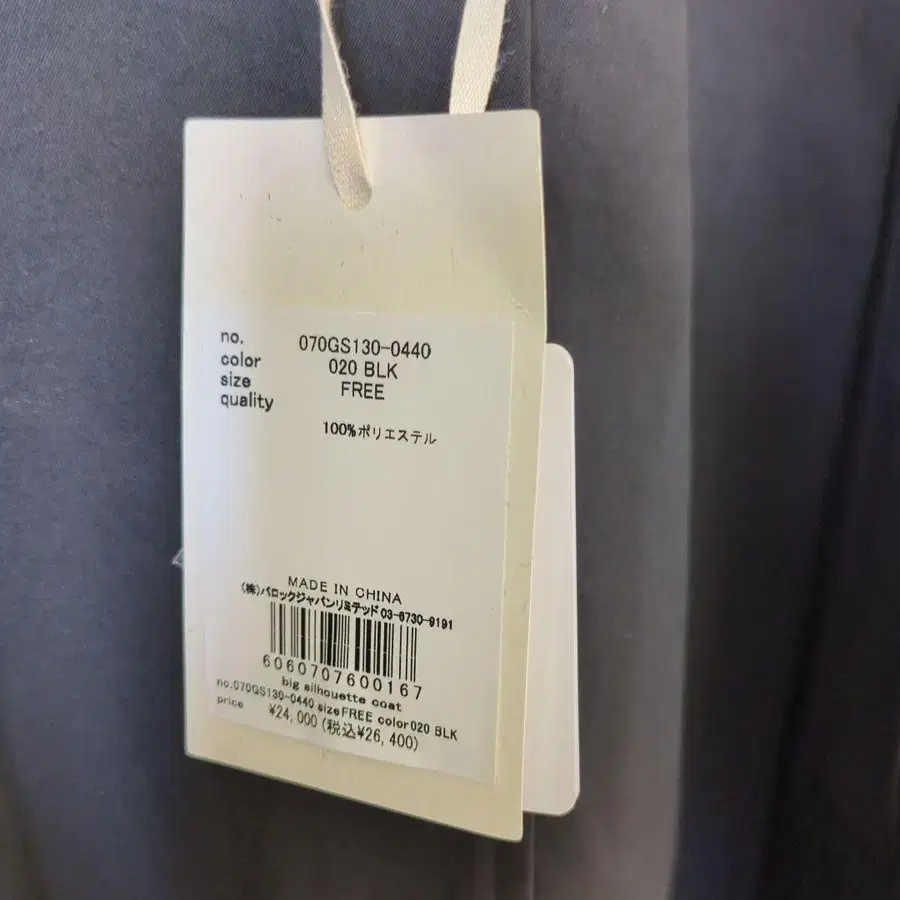 no. 070GS130-0440
color 020 BLK
size FREE
quality
100%ポリエステル
MADE IN CHINA
(株)バロックジャパンリミテッド 03-6730-9191
6060707600167
big silhouette coat
no.070GS130-0440 sizeFREE color020 BLK
price ¥24,000 (税込¥26,400)